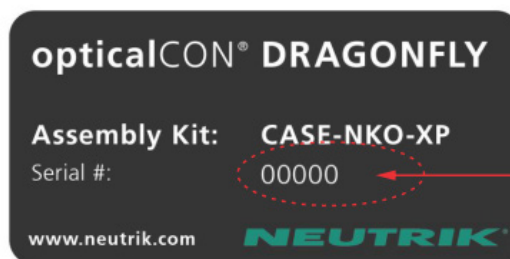 opticalCON® DRAGONFLY
Assembly Kit: CASE-NKO-XP
Serial #: 00000
www.neutrik.com NEUTRIK®